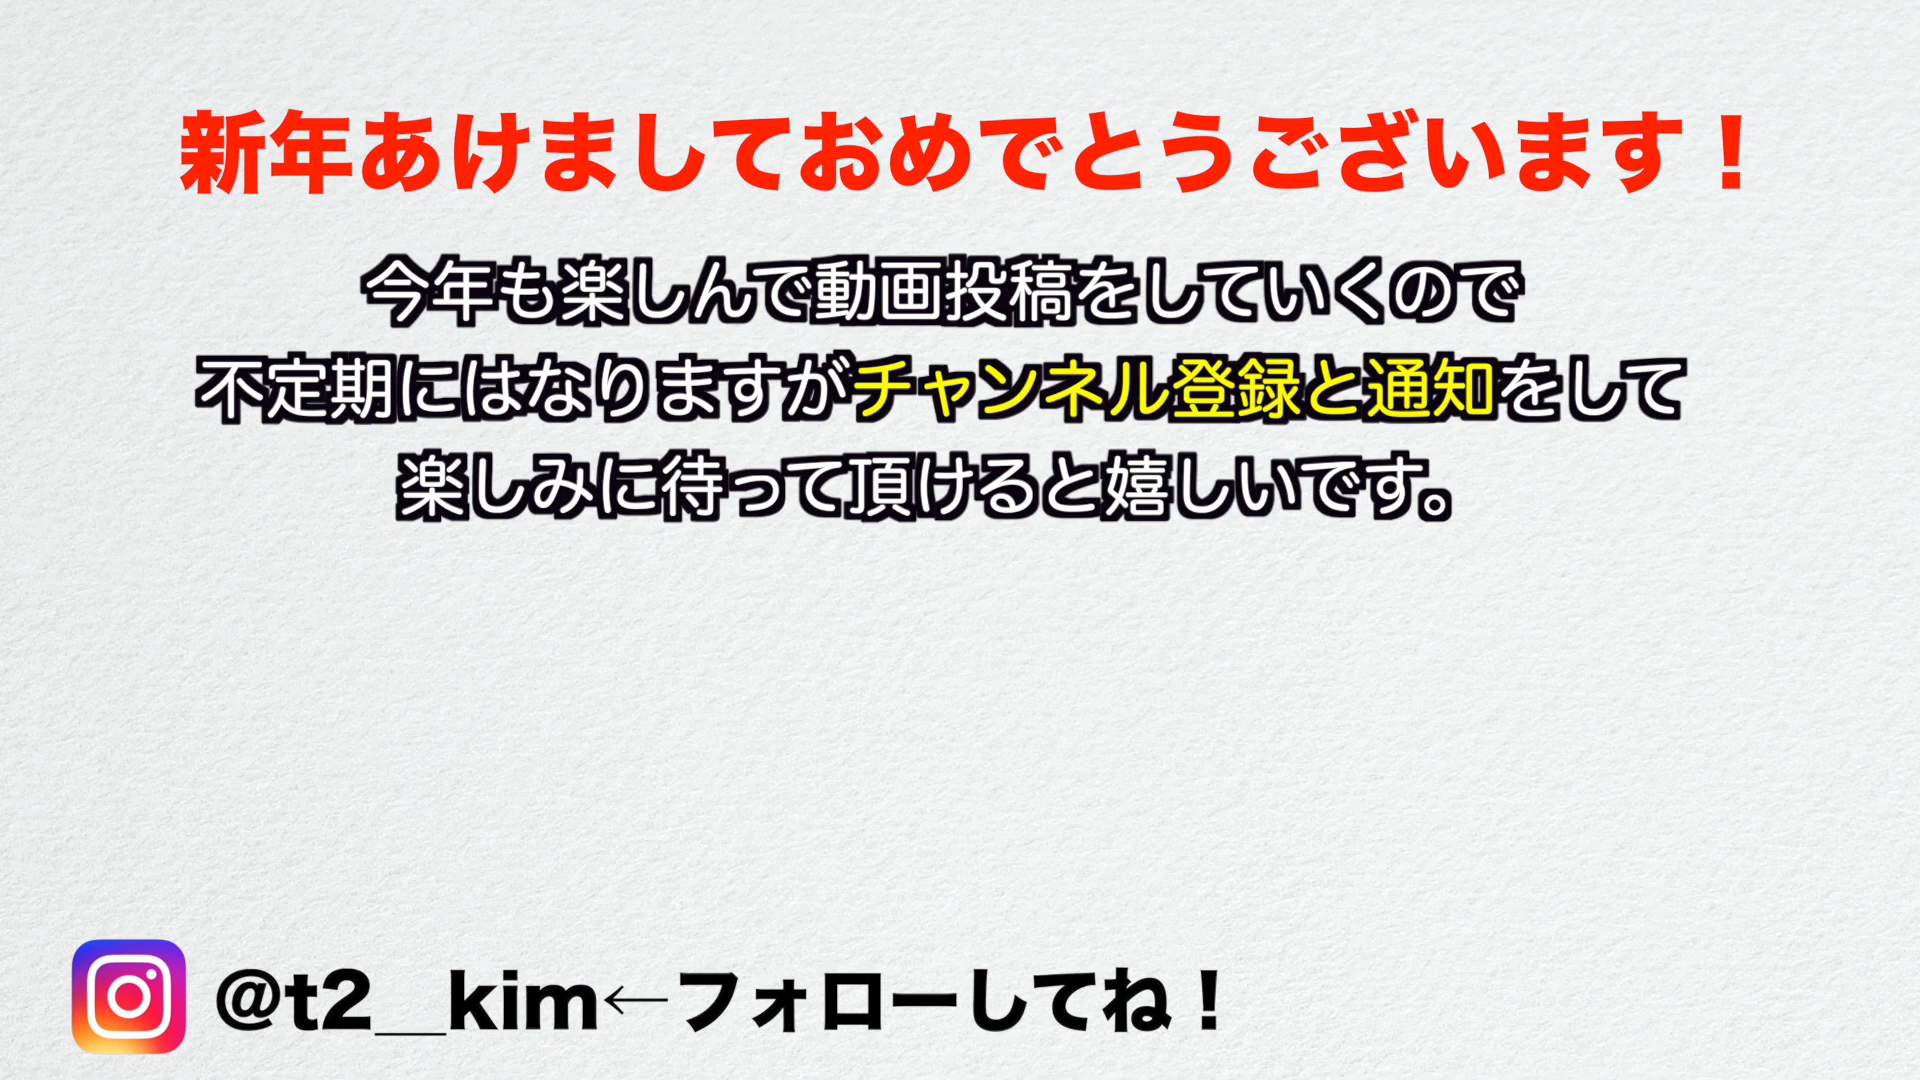 新年あけましておめでとうございます！
今年も楽しんで動画投稿をしていくので
不定期にはなりますがチャンネル登録と通知をして
楽しみに待って頂けると嬉しいです。
@t2__kim←フォローしてね！